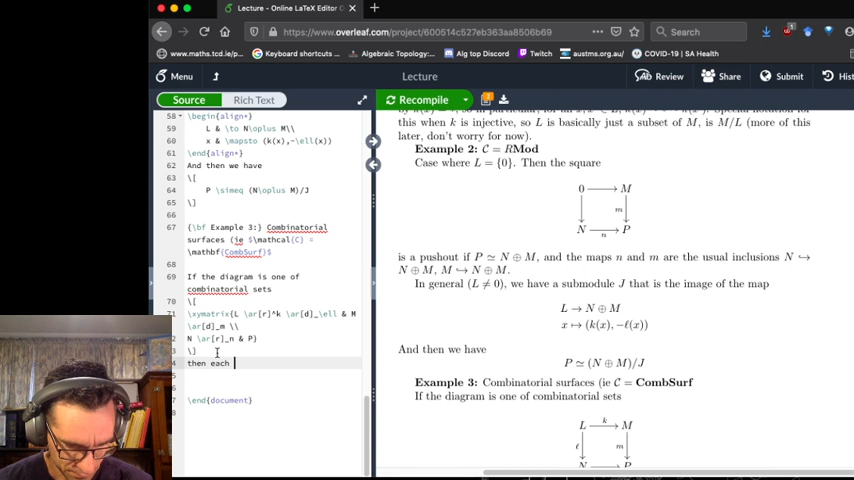 Lecture - Online LaTeX Editor O
https://www.overleaf.com/project/600514c527eb363aa8506b69
Search
www.maths.tcd.ie/p
Keyboard shortcuts ...
Algebraic Topology:...
Alg top Discord
Twitch
austms.org.au/
COVID-19 | SA Health
Menu
Lecture
Review
Share
Submit
Hist
Source
Rich Text
Recompile
58 \begin{align*}
59 L & \to N\oplus M\\
60 x & \mapsto (k(x),-\ell(x))
61 \end{align*}
62 And then we have
63 \[
64 P \simeq (N\oplus M)/J
65 \]
66
67 {\bf Example 3:} Combinatorial
surfaces (ie $\mathcal{C} =
\mathbf{CombSurf}$
68
69 If the diagram is one of
combinatorial sets
70 \[
71 \xymatrix{L \ar[r]^k \ar[d]_\ell & M
\ar[d]_m \\
2 N \ar[r]_n & P}
3 \]
4 then each
5
6
7 \end{document}
8
this when k is injective, so L is basically just a subset of M, is M/L (more of this
later, don't worry for now).
Example 2: C = RMod
Case where L = {0}. Then the square
0 M
m
N P
n
is a pushout if P ≃ N ⊕ M, and the maps n and m are the usual inclusions N ↪
N ⊕ M, M ↪ N ⊕ M.
In general (L ≠ 0), we have a submodule J that is the image of the map
L → N ⊕ M
x ↦ (k(x), −ℓ(x))
And then we have
P ≃ (N ⊕ M)/J
Example 3: Combinatorial surfaces (ie C = CombSurf
If the diagram is one of combinatorial sets
k
L M
ℓ m
N P